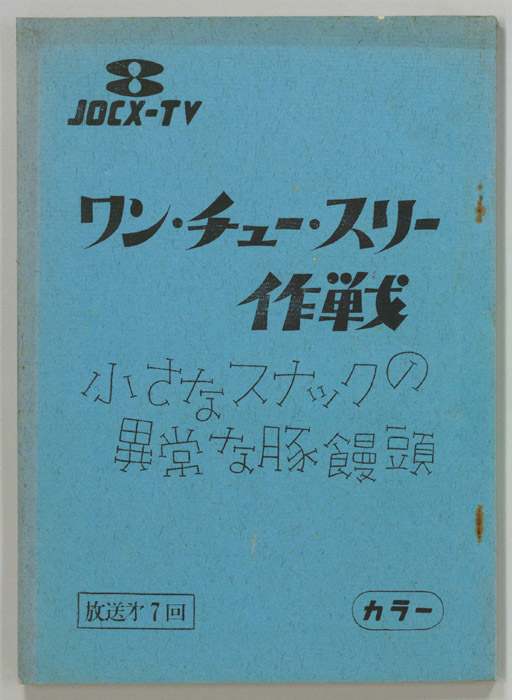 8
JOCX-TV
ワン・チュー・スリー
作戦
小さなスナックの
異常な豚饅頭
放送才7回
カラー